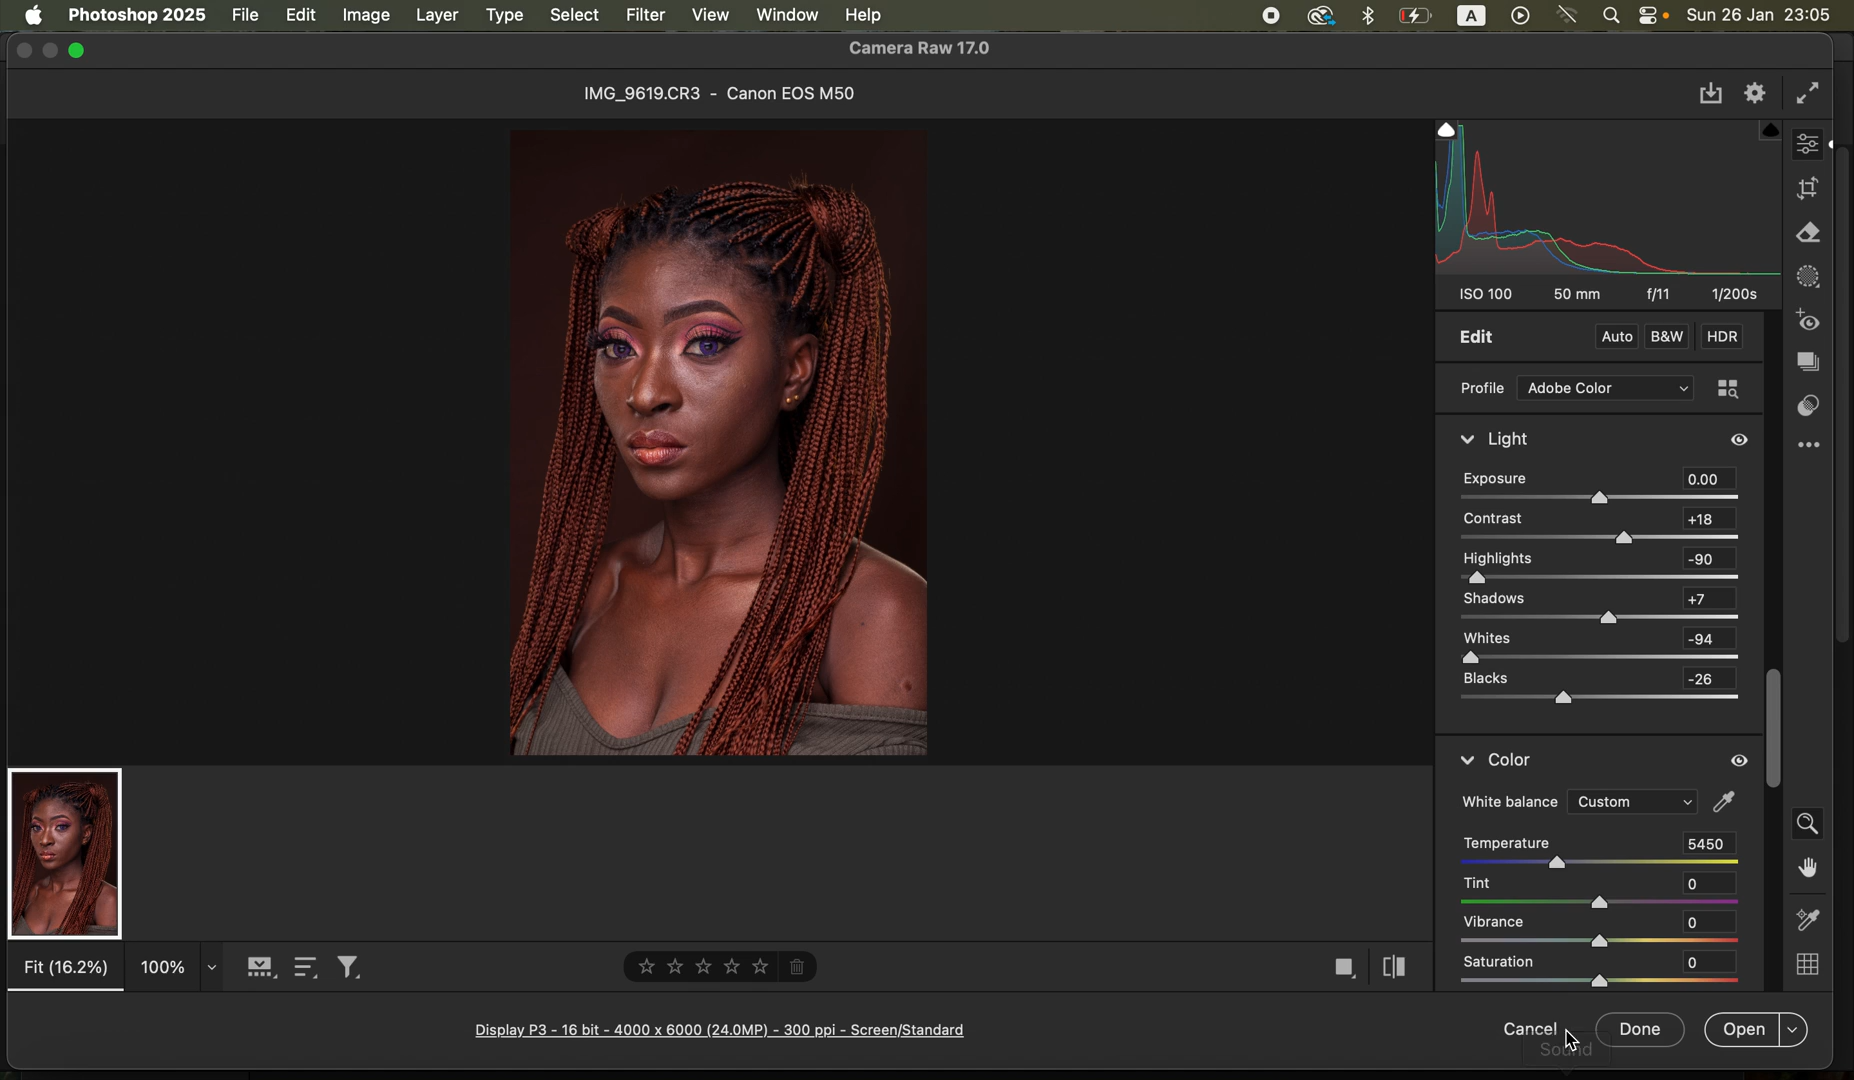 Photoshop 2025 File Edit Image Layer Type Select Filter View Window Help A Sun 26 Jan 23:05
Camera Raw 17.0
IMG_9619.CR3 - Canon EOS M50
ISO 100 50 mm f/11 1/200s
Edit Auto B&W HDR
Profile Adobe Color
Light
Exposure 0.00
Contrast +18
Highlights -90
Shadows +7
Whites -94
Blacks -26
Color
White balance Custom
Temperature 5450
Tint 0
Vibrance 0
Saturation 0
Fit (16.2%) 100%
Display P3 - 16 bit - 4000 x 6000 (24.0MP) - 300 ppi - Screen/Standard
Cancel Done Open
Sound